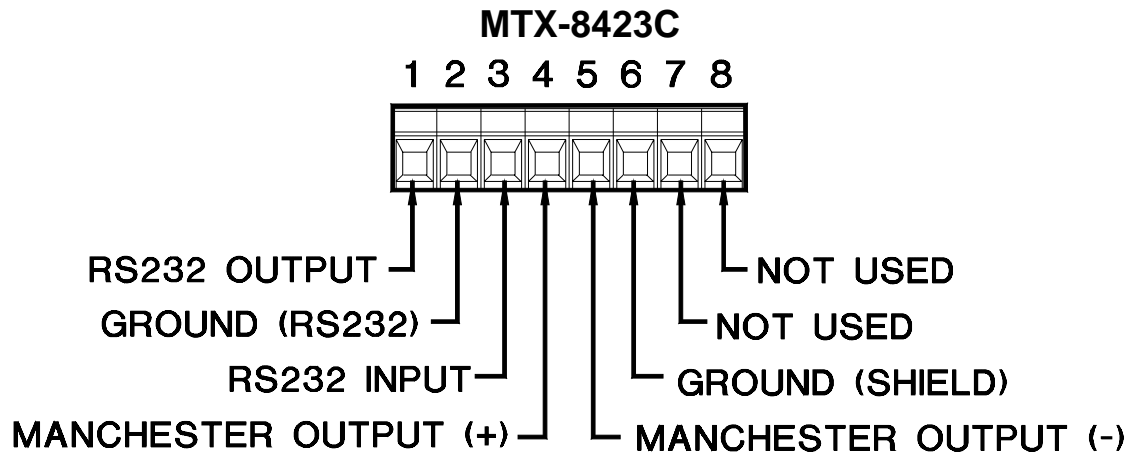 MTX-8423C
1 2 3 4 5 6 7 8
RS232 OUTPUT
NOT USED
GROUND (RS232)
NOT USED
RS232 INPUT
GROUND (SHIELD)
MANCHESTER OUTPUT (+)
MANCHESTER OUTPUT (-)